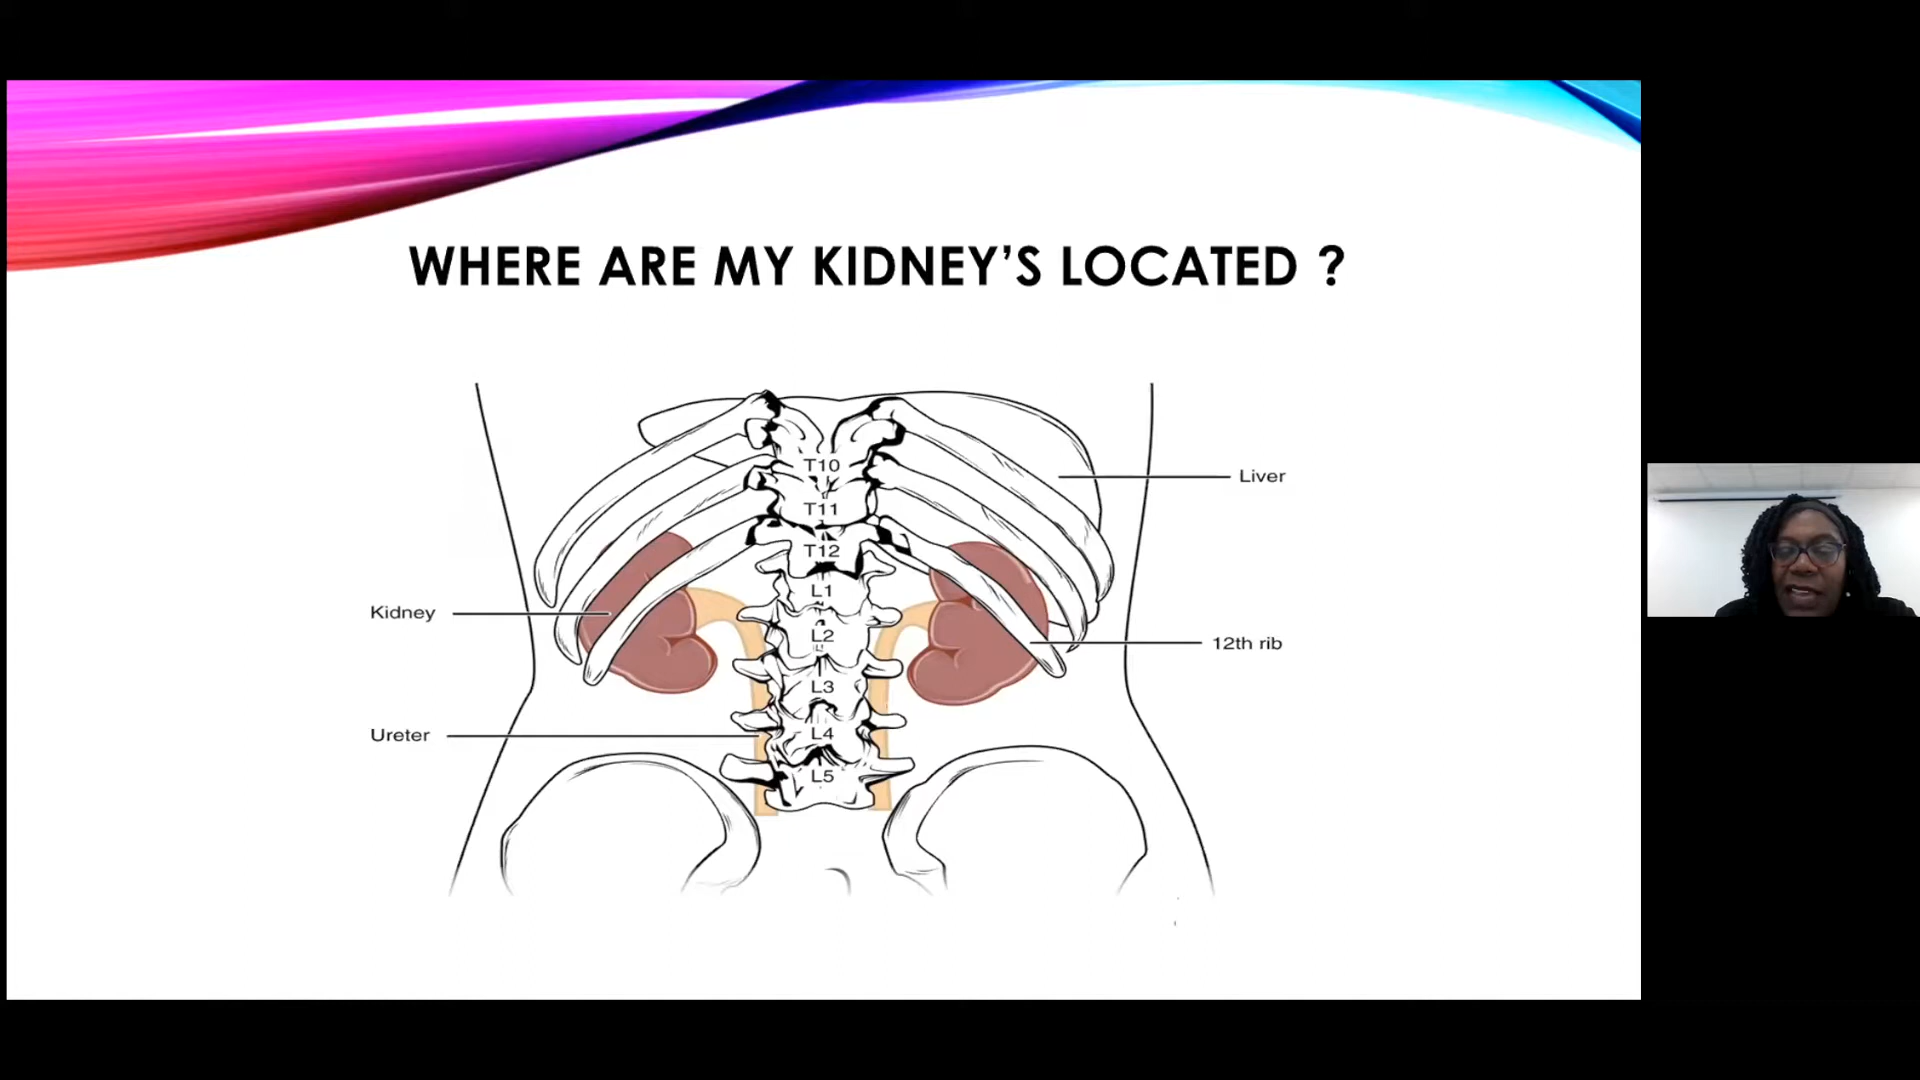 WHERE ARE MY KIDNEY’S LOCATED ?
T10
Liver
T11
T12
L1
Kidney
L2
12th rib
L3
Ureter
L4
L5